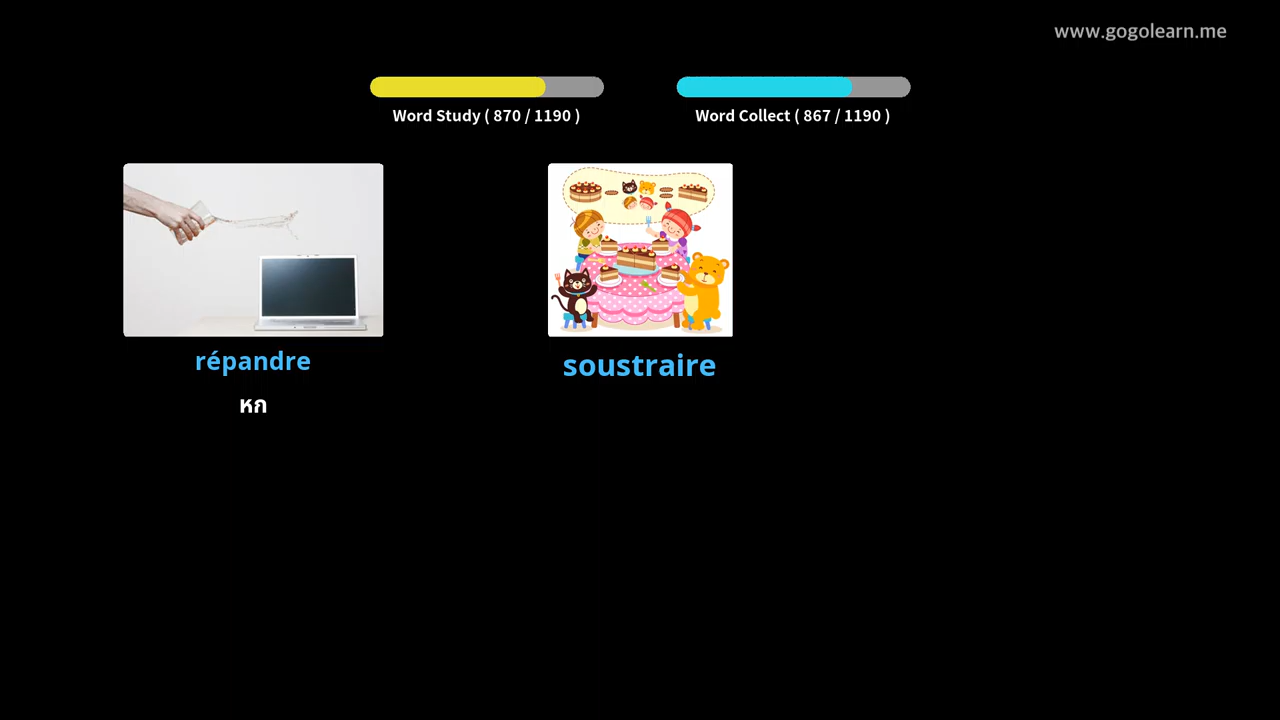 www.gogolearn.me
Word Study ( 870 / 1190 )
Word Collect ( 867 / 1190 )
répandre
soustraire
หก